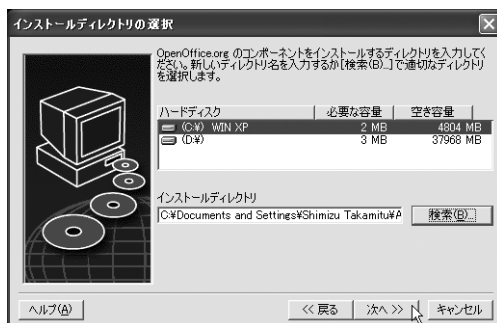 インストールディレクトリの選択
OpenOffice.org のコンポーネントをインストールするディレクトリを入力してく
ださい。新しいディレクトリ名を入力するか[検索(B)...]で適切なディレクトリ
を選択します。
ハードディスク 必要な容量 空き容量
(C:¥) WIN XP 2 MB 4804 MB
(D:¥) 3 MB 37968 MB
インストールディレクトリ
C:¥Documents and Settings¥Shimizu Takamitu¥A 検索(B)...
ヘルプ(A) << 戻る 次へ >> キャンセル